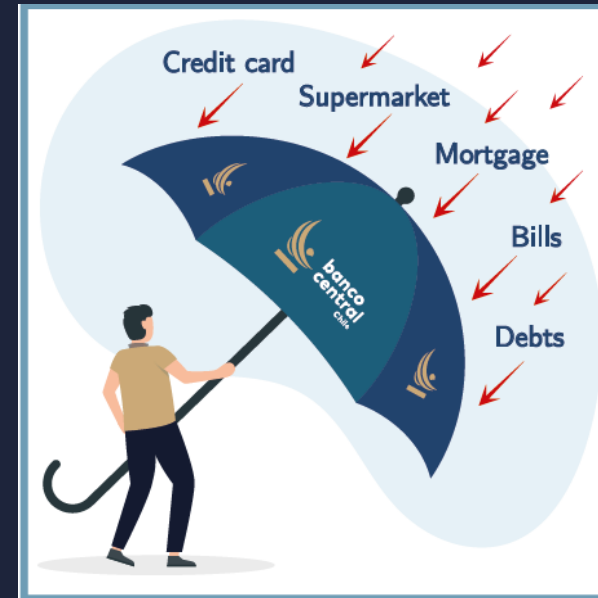 Credit card
Supermarket
Mortgage
Bills
Debts
banco
central
Chile